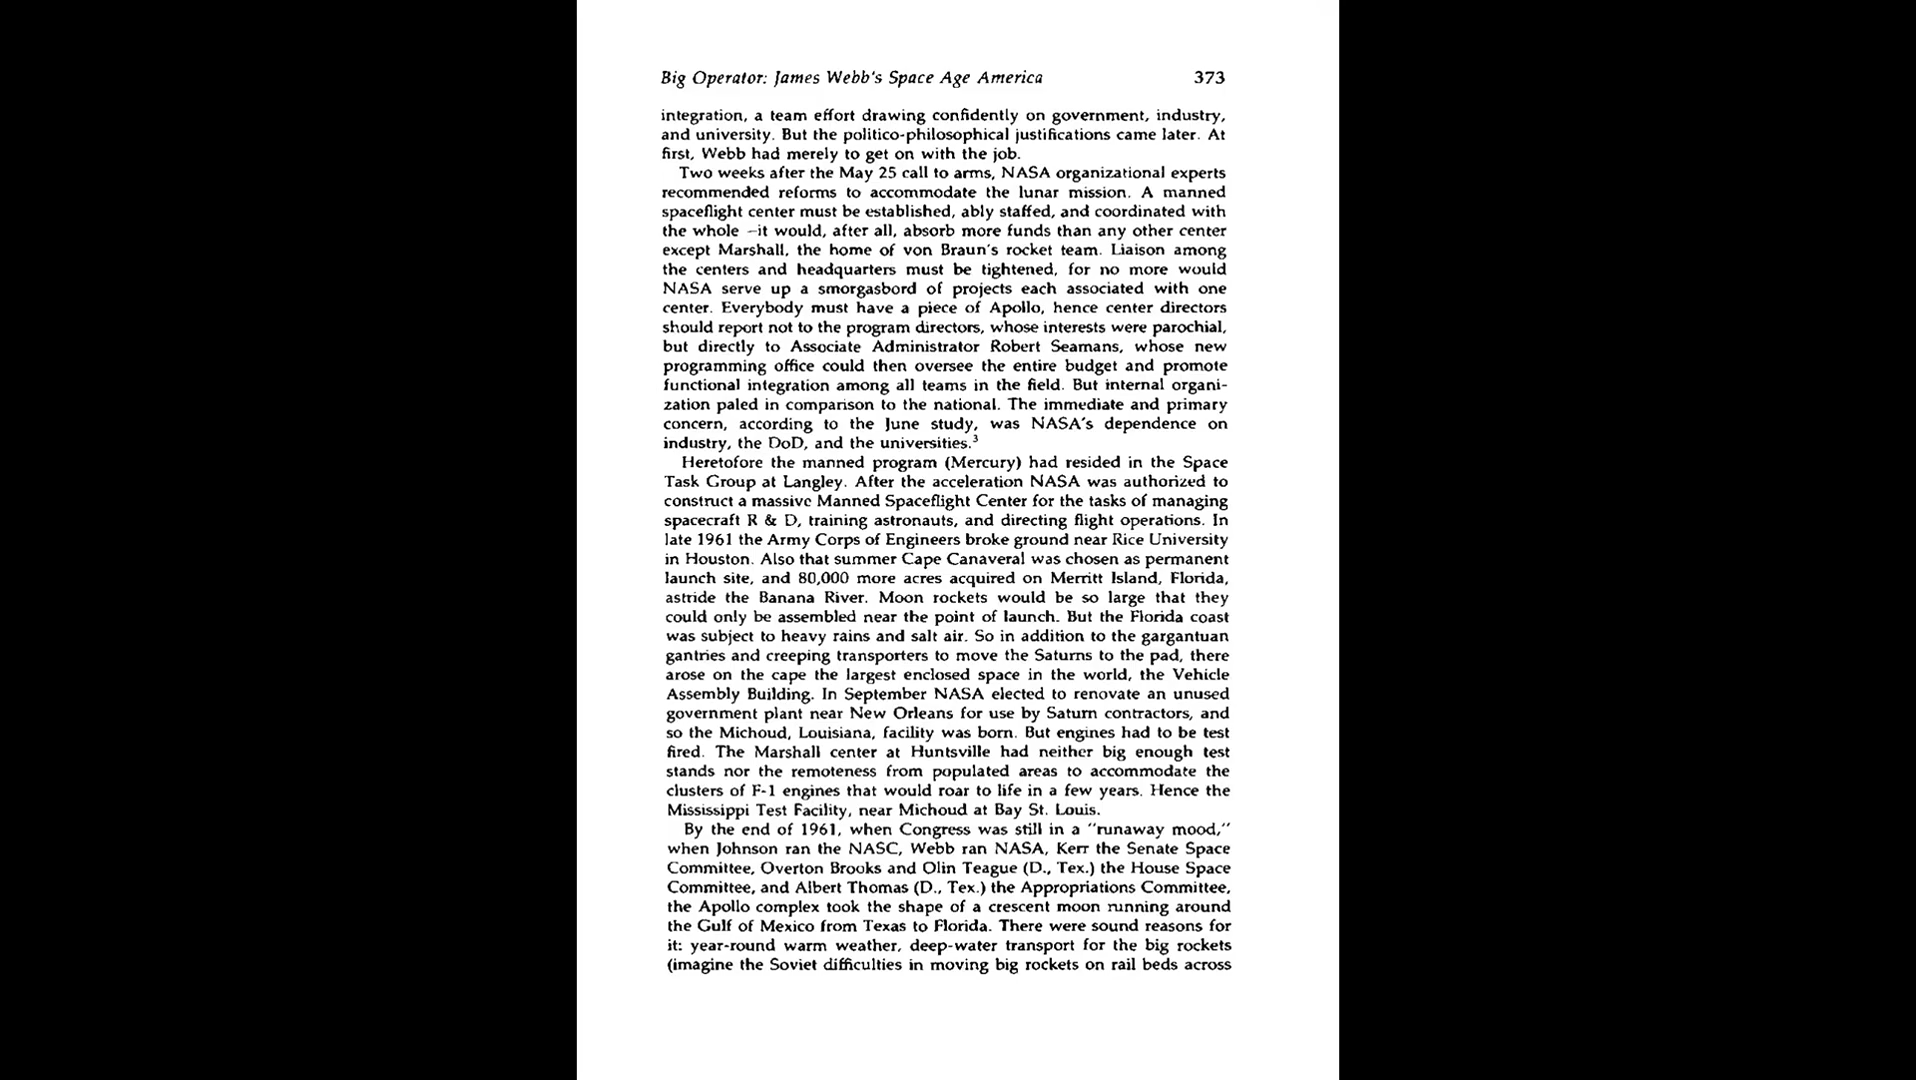 Big Operator: James Webb's Space Age America 373
integration, a team effort drawing confidently on government, industry,
and university. But the politico-philosophical justifications came later. At
first, Webb had merely to get on with the job.
Two weeks after the May 25 call to arms, NASA organizational experts
recommended reforms to accommodate the lunar mission. A manned
spaceflight center must be established, ably staffed, and coordinated with
the whole —it would, after all, absorb more funds than any other center
except Marshall, the home of von Braun's rocket team. Liaison among
the centers and headquarters must be tightened, for no more would
NASA serve up a smorgasbord of projects each associated with one
center. Everybody must have a piece of Apollo, hence center directors
should report not to the program directors, whose interests were parochial,
but directly to Associate Administrator Robert Seamans, whose new
programming office could then oversee the entire budget and promote
functional integration among all teams in the field. But internal organi-
zation paled in comparison to the national. The immediate and primary
concern, according to the June study, was NASA's dependence on
industry, the DoD, and the universities.³
Heretofore the manned program (Mercury) had resided in the Space
Task Group at Langley. After the acceleration NASA was authorized to
construct a massive Manned Spaceflight Center for the tasks of managing
spacecraft R & D, training astronauts, and directing flight operations. In
late 1961 the Army Corps of Engineers broke ground near Rice University
in Houston. Also that summer Cape Canaveral was chosen as permanent
launch site, and 80,000 more acres acquired on Merritt Island, Florida,
astride the Banana River. Moon rockets would be so large that they
could only be assembled near the point of launch. But the Florida coast
was subject to heavy rains and salt air. So in addition to the gargantuan
gantries and creeping transporters to move the Saturns to the pad, there
arose on the cape the largest enclosed space in the world, the Vehicle
Assembly Building. In September NASA elected to renovate an unused
government plant near New Orleans for use by Saturn contractors, and
so the Michoud, Louisiana, facility was born. But engines had to be test
fired. The Marshall center at Huntsville had neither big enough test
stands nor the remoteness from populated areas to accommodate the
clusters of F-1 engines that would roar to life in a few years. Hence the
Mississippi Test Facility, near Michoud at Bay St. Louis.
By the end of 1961, when Congress was still in a "runaway mood,"
when Johnson ran the NASC, Webb ran NASA, Kerr the Senate Space
Committee, Overton Brooks and Olin Teague (D., Tex.) the House Space
Committee, and Albert Thomas (D., Tex.) the Appropriations Committee,
the Apollo complex took the shape of a crescent moon running around
the Gulf of Mexico from Texas to Florida. There were sound reasons for
it: year-round warm weather, deep-water transport for the big rockets
(imagine the Soviet difficulties in moving big rockets on rail beds across